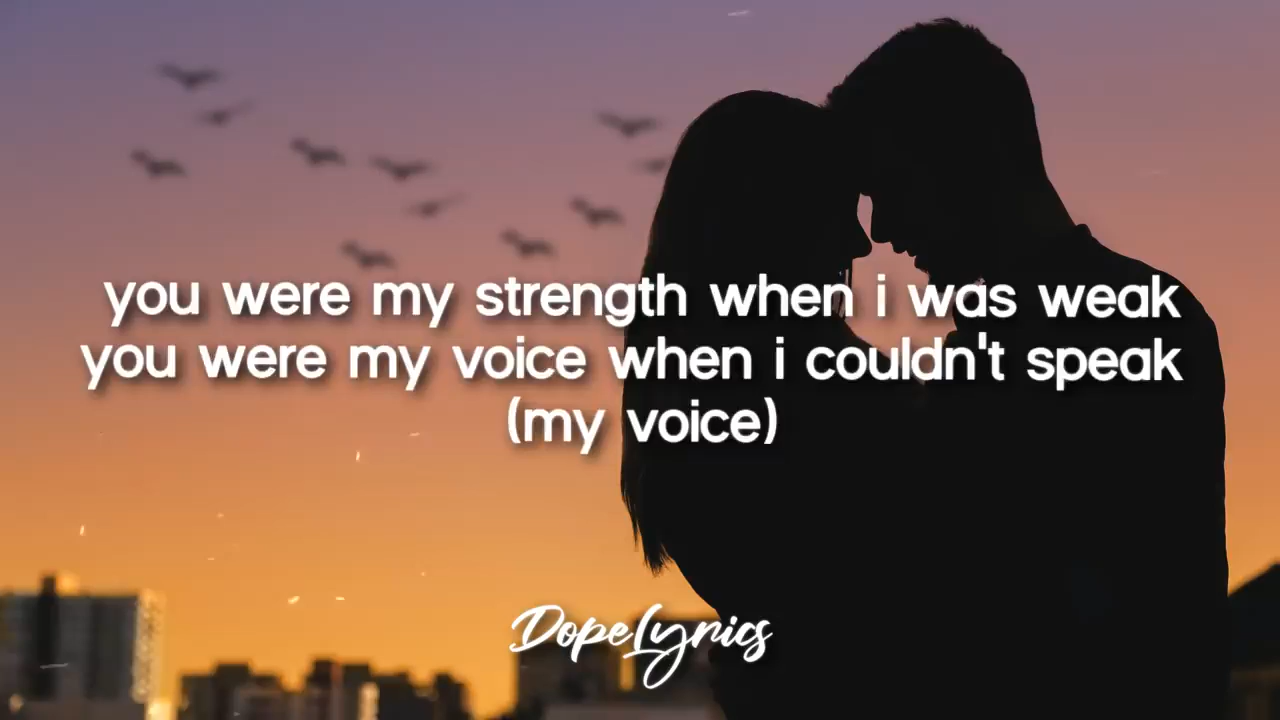 you were my strength when i was weak
you were my voice when i couldn't speak
(my voice)
DopeLyrics